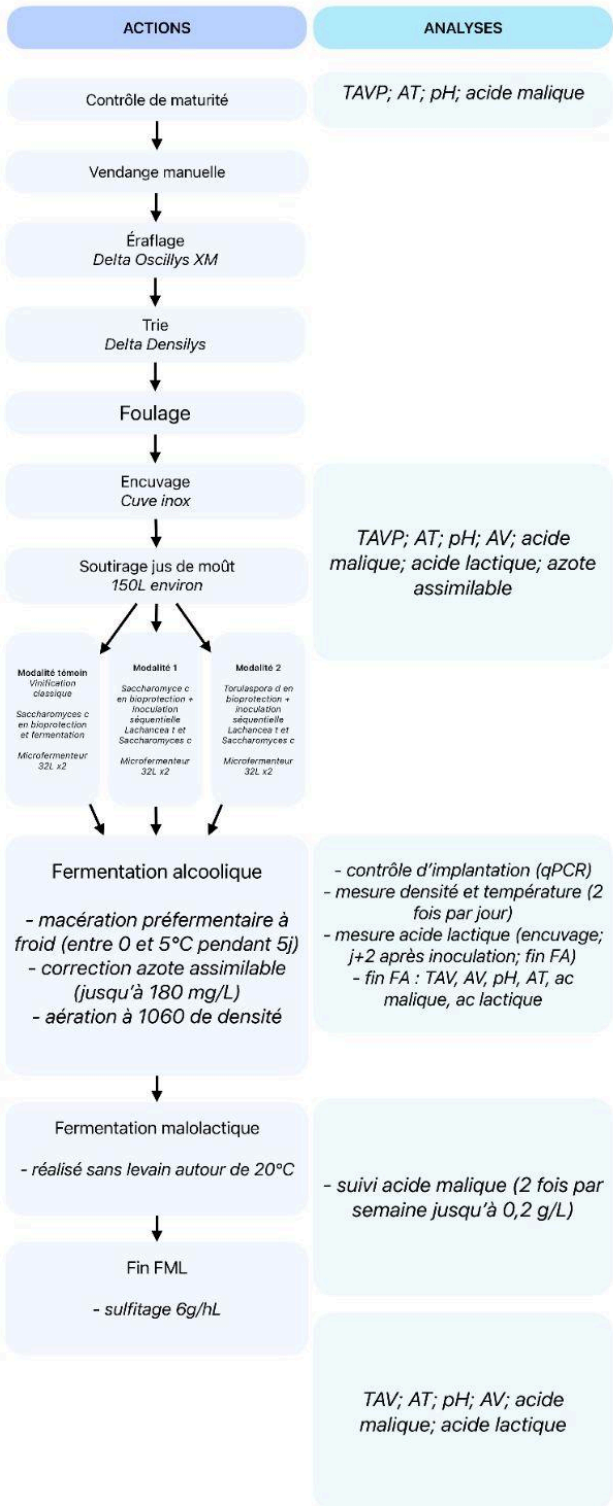 ACTIONS
ANALYSES
Contrôle de maturité
TAVP; AT; pH; acide malique
Vendange manuelle
Éraflage
Delta Oscillys XM
Trie
Delta Densilys
Foulage
Encuvage
Cuve inox
Soutirage jus de moût
150L environ
TAVP; AT; pH; AV; acide
malique; acide lactique; azote
assimilable
Modalité témoin
Vinification
classique
Saccharomyces c
en bioprotection
et fermentation
Microfermenteur
32L x2
Modalité 1
Saccharomyce c
en bioprotection +
inoculation
séquentielle
Lachancea t et
Saccharomyces c
Microfermenteur
32L x2
Modalité 2
Torulaspora d en
bioprotection +
inoculation
séquentielle
Lachancea t et
Saccharomyces c
Microfermenteur
32L x2
Fermentation alcoolique
- macération préfermentaire à
froid (entre 0 et 5°C pendant 5j)
- correction azote assimilable
(jusqu'à 180 mg/L)
- aération à 1060 de densité
- contrôle d'implantation (qPCR)
- mesure densité et température (2
fois par jour)
- mesure acide lactique (encuvage;
j+2 après inoculation; fin FA)
- fin FA : TAV, AV, pH, AT, ac
malique, ac lactique
Fermentation malolactique
- réalisé sans levain autour de 20°C
- suivi acide malique (2 fois par
semaine jusqu'à 0,2 g/L)
Fin FML
- sulfitage 6g/hL
TAV; AT; pH; AV; acide
malique; acide lactique